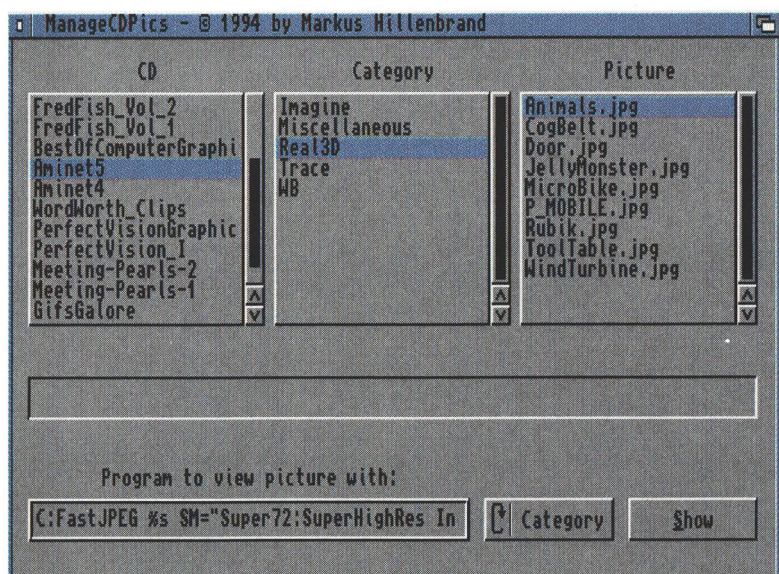 ManageCDPics - © 1994 by Markus Hillenbrand
CD
FredFish_Vol_2
FredFish_Vol_1
BestOfComputerGraphi
Aminet5
Aminet4
WordWorth_Clips
PerfectVisionGraphic
PerfectVision_I
Meeting-Pearls-2
Meeting-Pearls-1
GifsGalore
Category
Imagine
Miscellaneous
Real3D
Trace
WB
Picture
Animals.jpg
CogBelt.jpg
Door.jpg
JellyMonster.jpg
MicroBike.jpg
P_MOBILE.jpg
Rubik.jpg
ToolTable.jpg
WindTurbine.jpg
Program to view picture with:
C:FastJPEG %s SM="Super72:SuperHighRes In
Category
Show